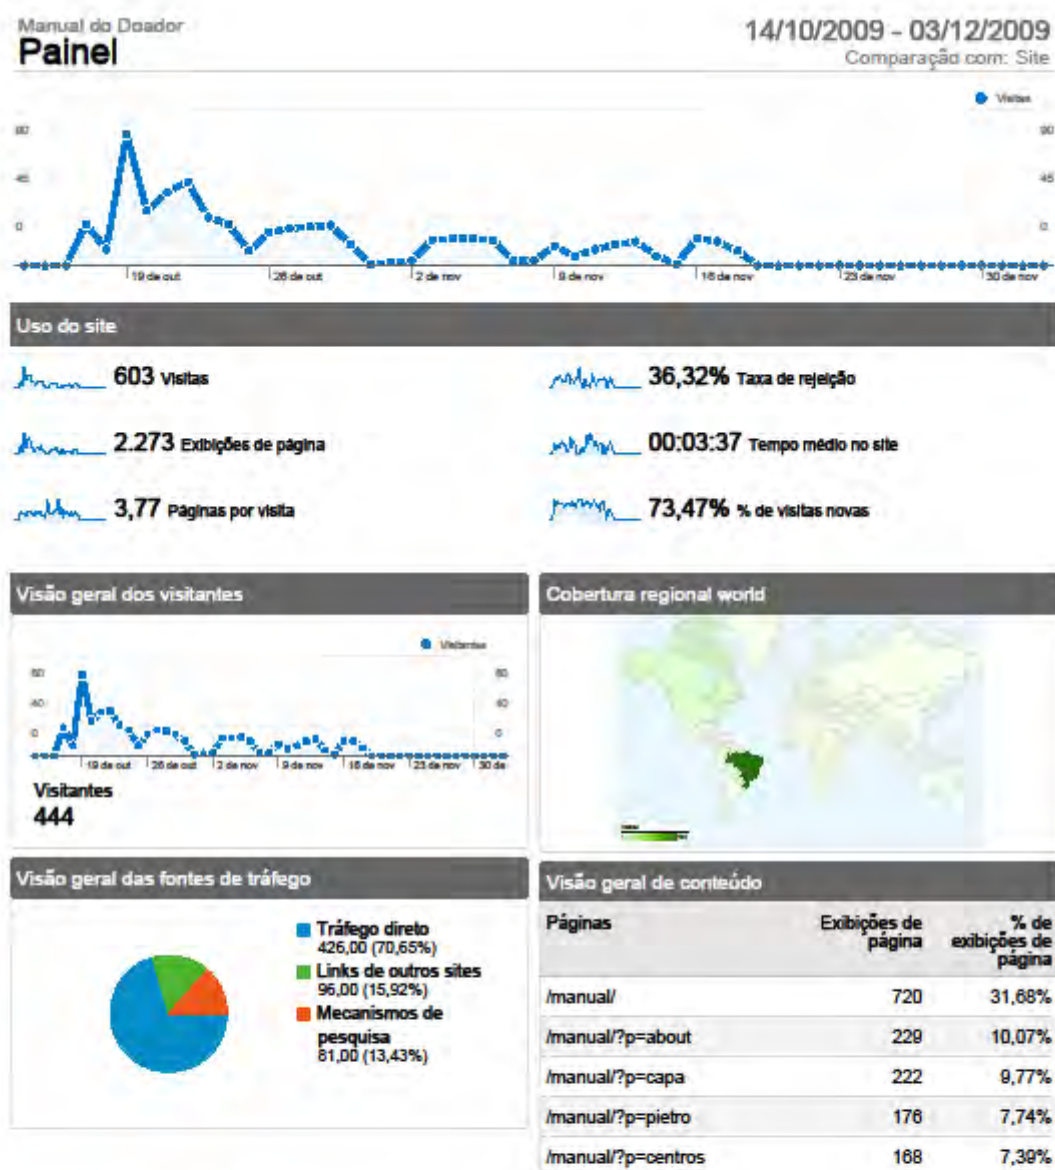 Manual do Doador
Painel
14/10/2009 - 03/12/2009
Comparação com: Site
Visitas
90
90
45
45
0
0
19 de out
26 de out
2 de nov
9 de nov
16 de nov
23 de nov
30 de nov
Uso do site
603 Visitas
36,32% Taxa de rejeição
2.273 Exibições de página
00:03:37 Tempo médio no site
3,77 Páginas por visita
73,47% % de visitas novas
Visão geral dos visitantes
Visitantes
40
40
0
0
19 de out
26 de out
2 de nov
9 de nov
16 de nov
23 de nov
30 de
Visitantes
444
Cobertura regional world
Visão geral das fontes de tráfego
Tráfego direto
426,00 (70,65%)
Links de outros sites
96,00 (15,92%)
Mecanismos de
pesquisa
81,00 (13,43%)
Visão geral de conteúdo
Páginas Exibições de página % de exibições de página
/manual/ 720 31,68%
/manual/?p=about 229 10,07%
/manual/?p=capa 222 9,77%
/manual/?p=pietro 176 7,74%
/manual/?p=centros 168 7,39%